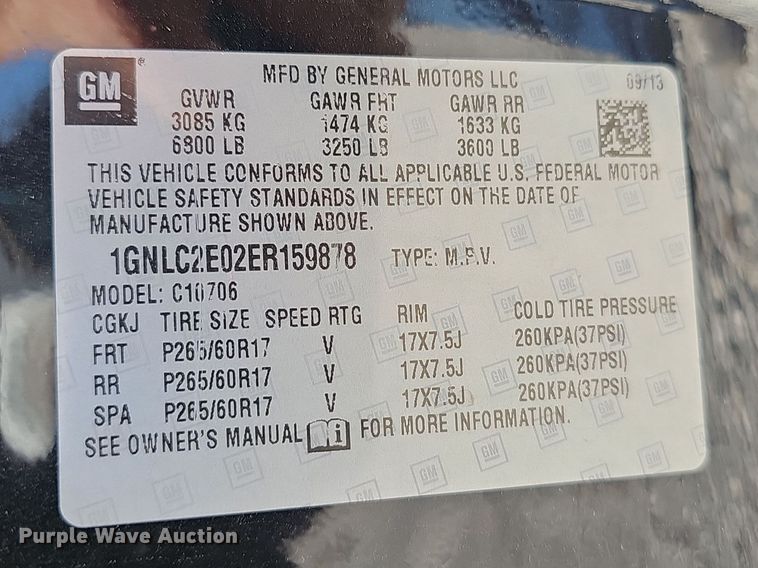 GM
MFD BY GENERAL MOTORS LLC
09/13
GVWR GAWR FRT GAWR RR
3085 KG 1474 KG 1633 KG
6800 LB 3250 LB 3600 LB
THIS VEHICLE CONFORMS TO ALL APPLICABLE U.S. FEDERAL MOTOR
VEHICLE SAFETY STANDARDS IN EFFECT ON THE DATE OF
MANUFACTURE SHOWN ABOVE.
1GNLC2E02ER159878 TYPE: M.P.V.
MODEL: C10706
CGKJ TIRE SIZE SPEED RTG RIM COLD TIRE PRESSURE
FRT P265/60R17 V 17X7.5J 260KPA(37PSI)
RR P265/60R17 V 17X7.5J 260KPA(37PSI)
SPA P265/60R17 V 17X7.5J 260KPA(37PSI)
SEE OWNER'S MANUAL i FOR MORE INFORMATION.
Purple Wave Auction